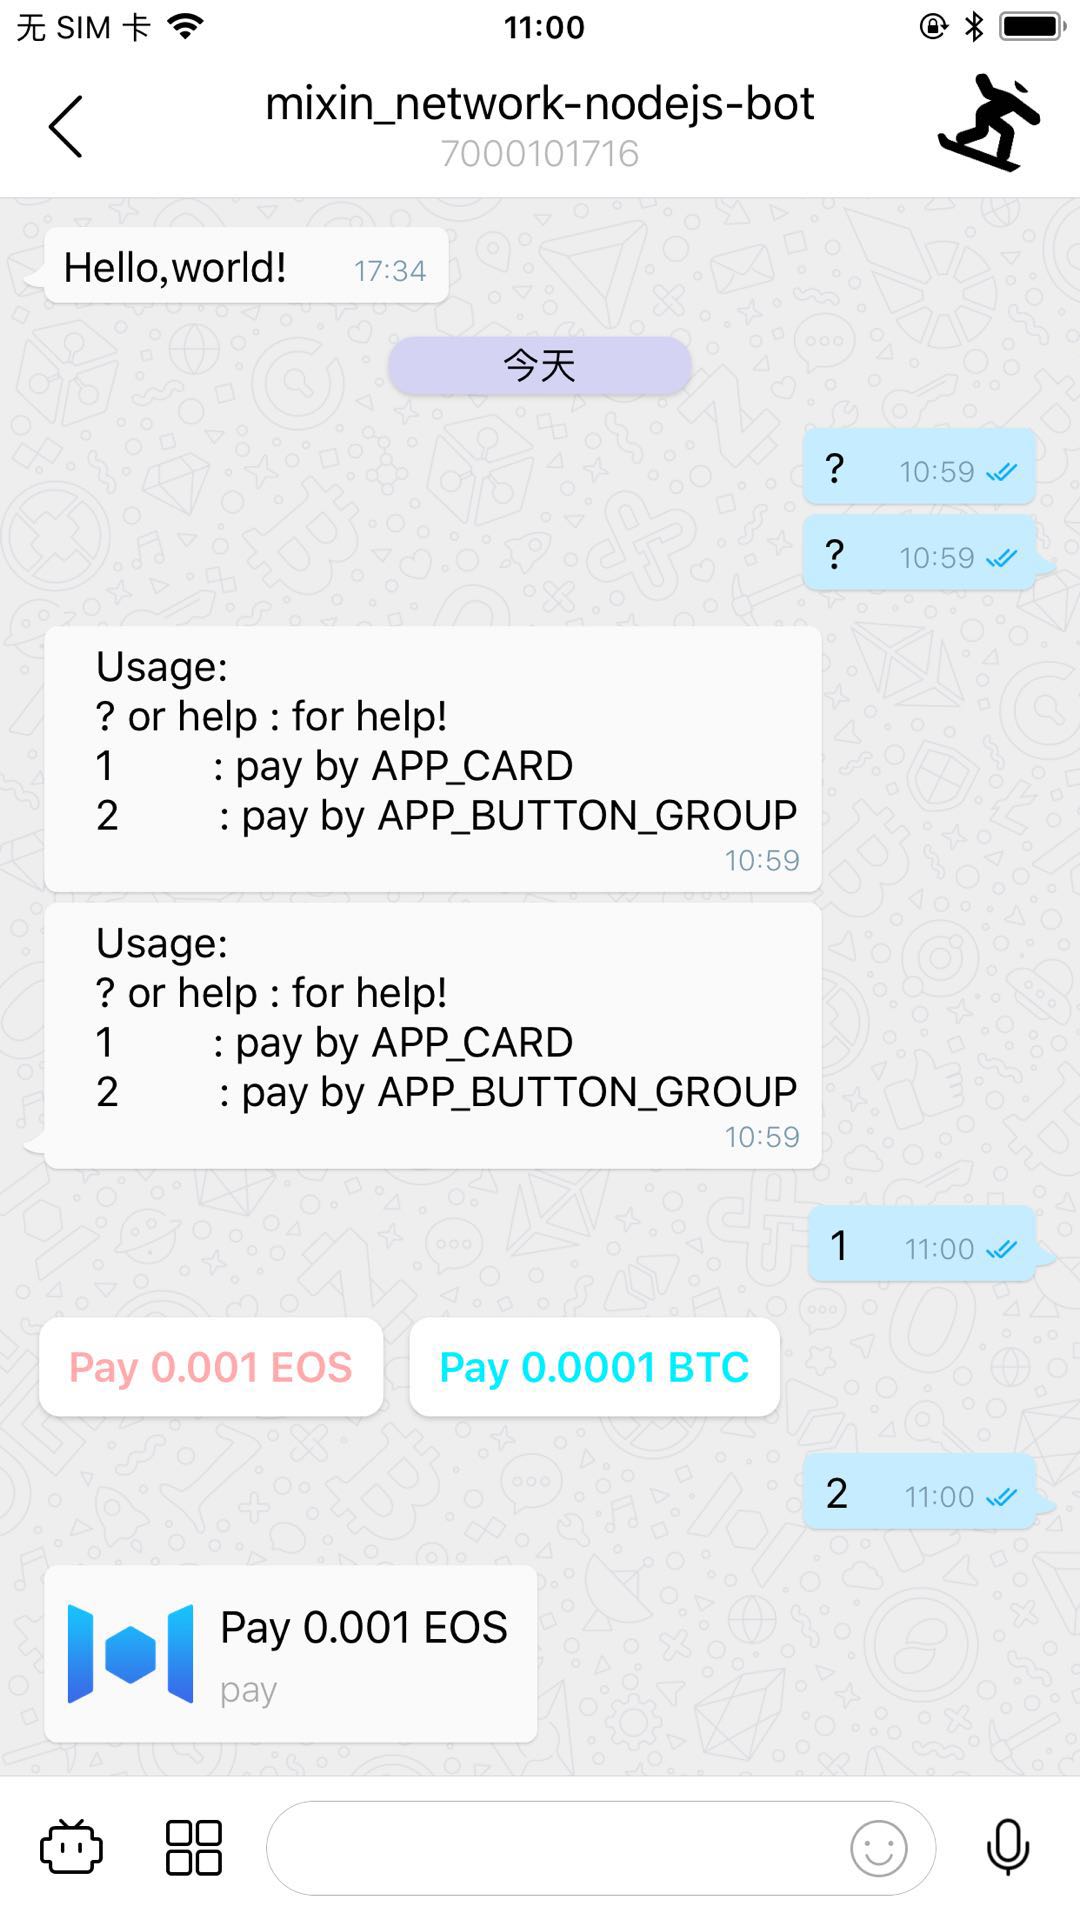 无 SIM 卡 11:00
mixin_network-nodejs-bot
7000101716
Hello,world! 17:34
今天
? 10:59
? 10:59
Usage:
? or help : for help!
1 : pay by APP_CARD
2 : pay by APP_BUTTON_GROUP
10:59
Usage:
? or help : for help!
1 : pay by APP_CARD
2 : pay by APP_BUTTON_GROUP
10:59
1 11:00
Pay 0.001 EOS Pay 0.0001 BTC
2 11:00
Pay 0.001 EOS
pay